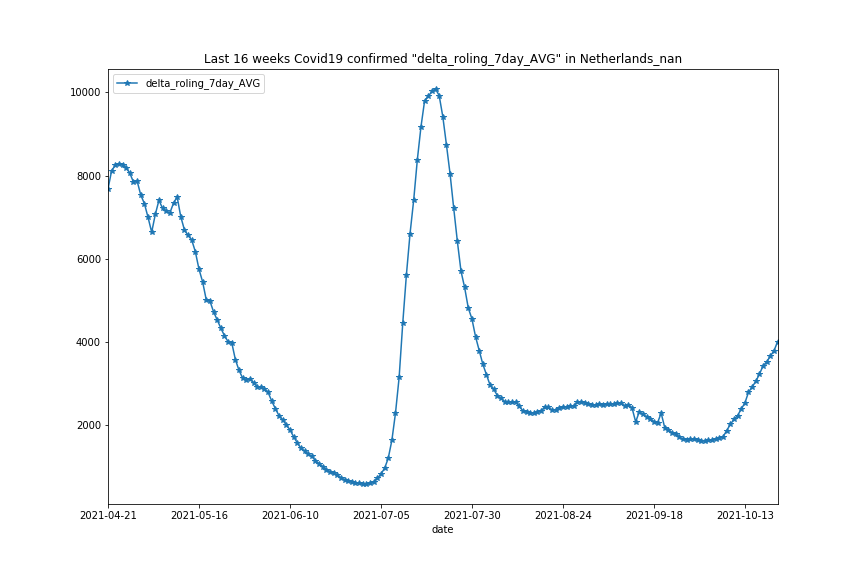 Last 16 weeks Covid19 confirmed "delta_roling_7day_AVG" in Netherlands_nan
delta_roling_7day_AVG
10000
8000
6000
4000
2000
2021-04-21 2021-05-16 2021-06-10 2021-07-05 2021-07-30 2021-08-24 2021-09-18 2021-10-13
date